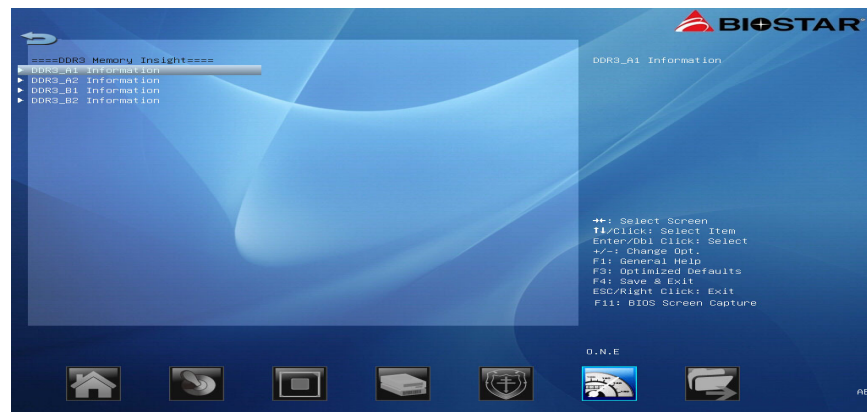 BIOSTAR
====DDR3 Memory Insight====
DDR3_A1 Information
DDR3_A2 Information
DDR3_B1 Information
DDR3_B2 Information
DDR3_A1 Information
→←: Select Screen
↑↓/Click: Select Item
Enter/Dbl Click: Select
+/-: Change Opt.
F1: General Help
F3: Optimized Defaults
F4: Save & Exit
ESC/Right Click: Exit
F11: BIOS Screen Capture
O.N.E